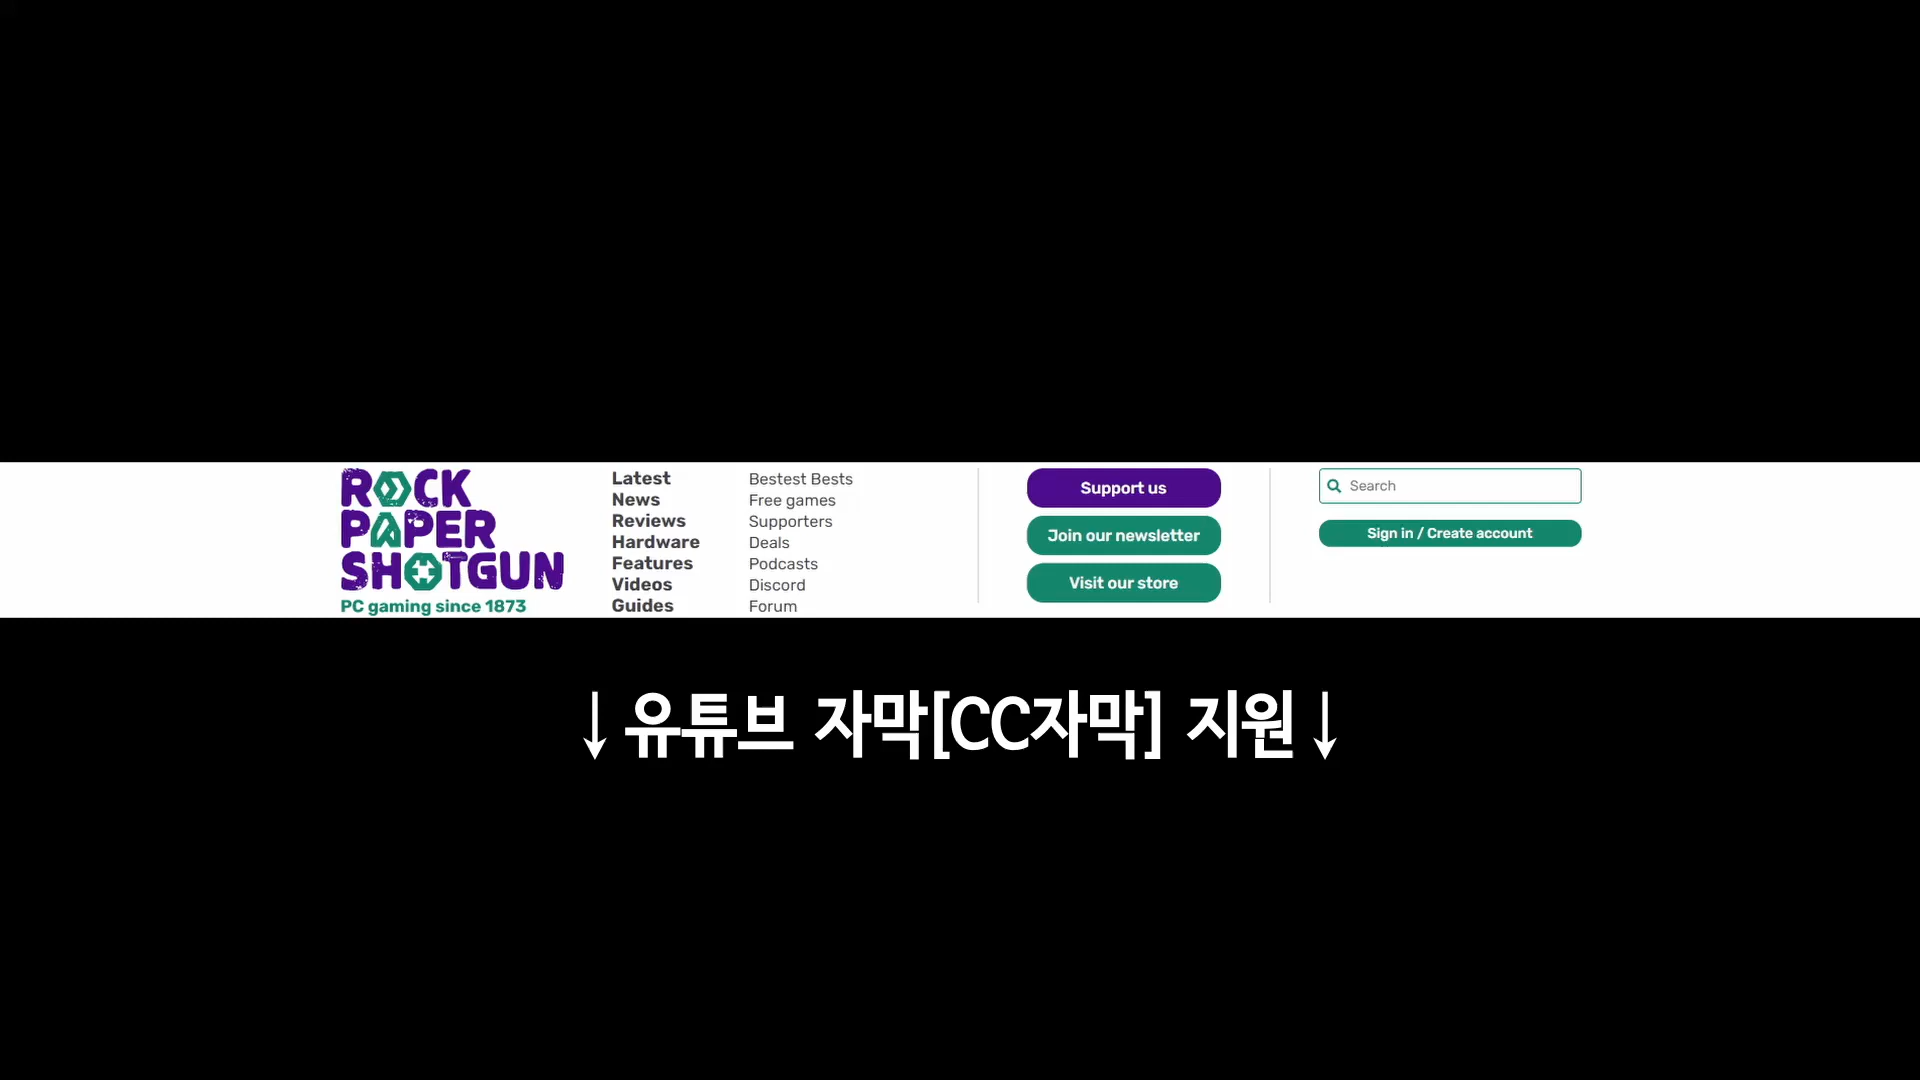 ROCK
PAPER
SHOTGUN
PC gaming since 1873
Latest
News
Reviews
Hardware
Features
Videos
Guides
Bestest Bests
Free games
Supporters
Deals
Podcasts
Discord
Forum
Support us
Join our newsletter
Visit our store
Search
Sign in / Create account
↓유튜브 자막[CC자막] 지원↓